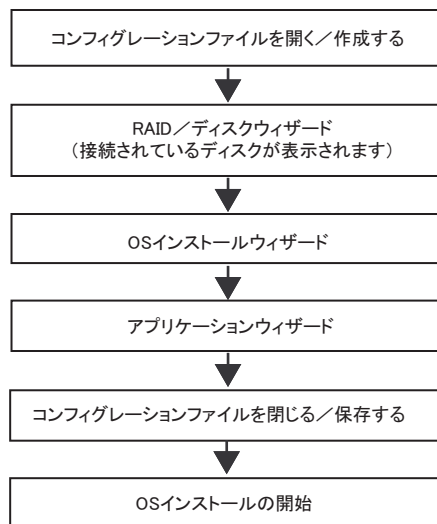 コンフィグレーションファイルを開く／作成する
RAID／ディスクウィザード
（接続されているディスクが表示されます）
OSインストールウィザード
アプリケーションウィザード
コンフィグレーションファイルを閉じる／保存する
OSインストールの開始